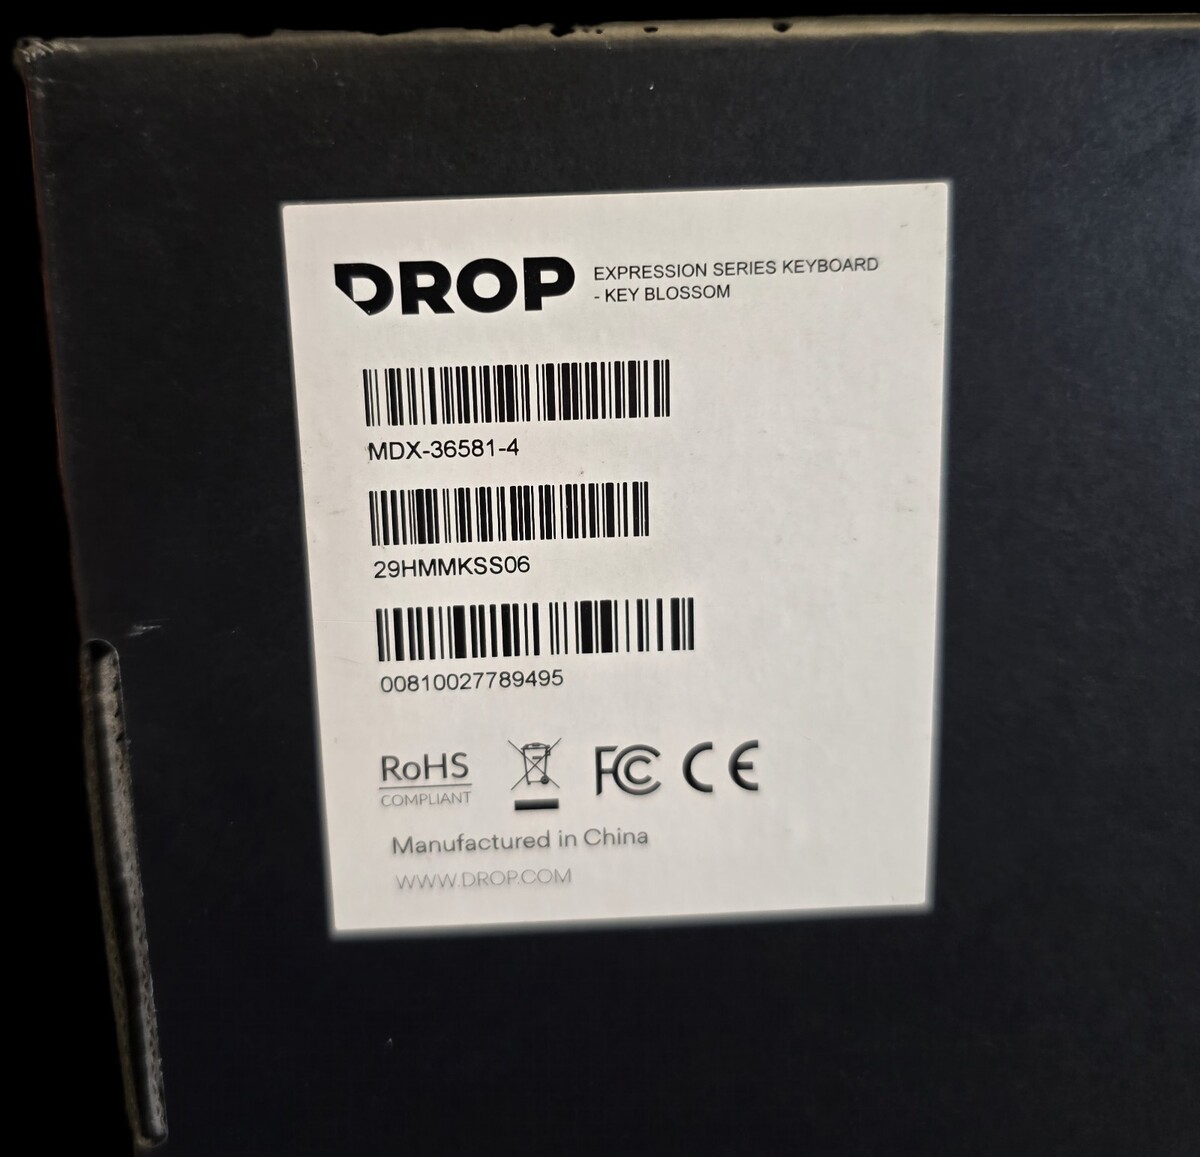 DROP
EXPRESSION SERIES KEYBOARD
- KEY BLOSSOM
MDX-36581-4
29HMMKSS06
00810027789495
RoHS
COMPLIANT
FC CE
Manufactured in China
WWW.DROP.COM